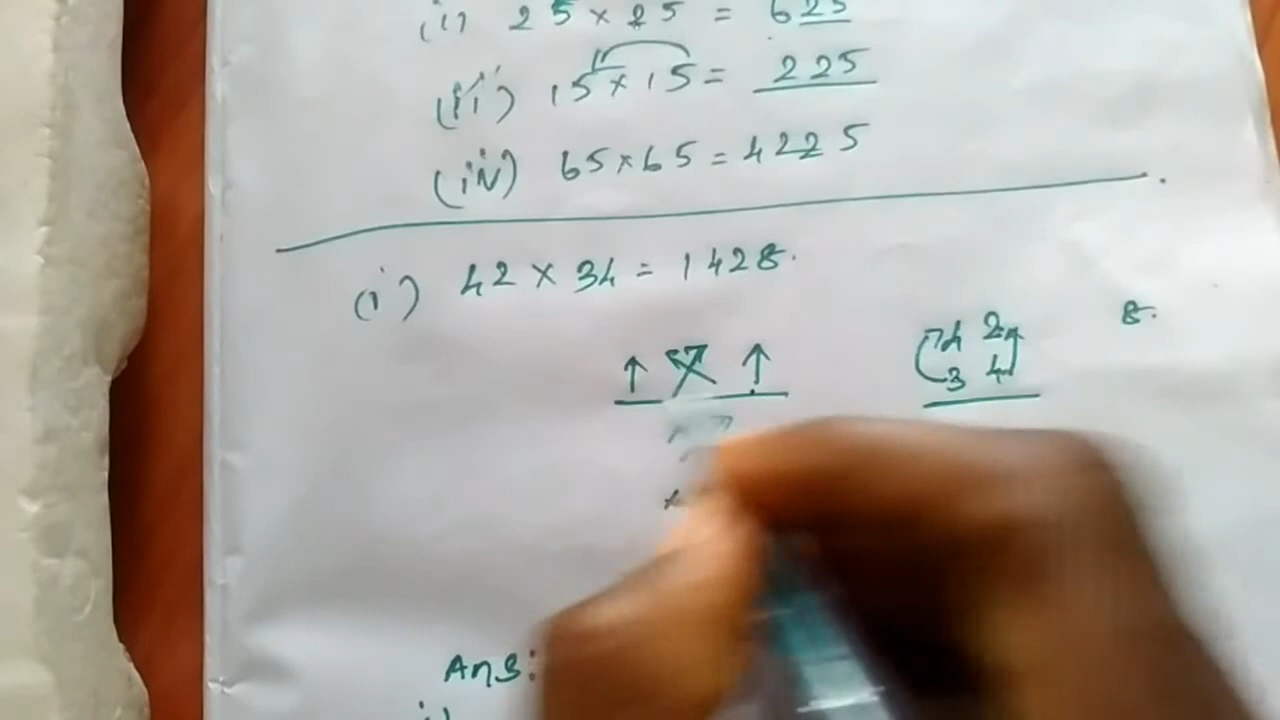 (ii) 25 × 25 = 625
(iii) 15 × 15 = 225
(iv) 65 × 65 = 4225
(i) 42 × 34 = 1428.
4 2
8.
3 4
Ans: